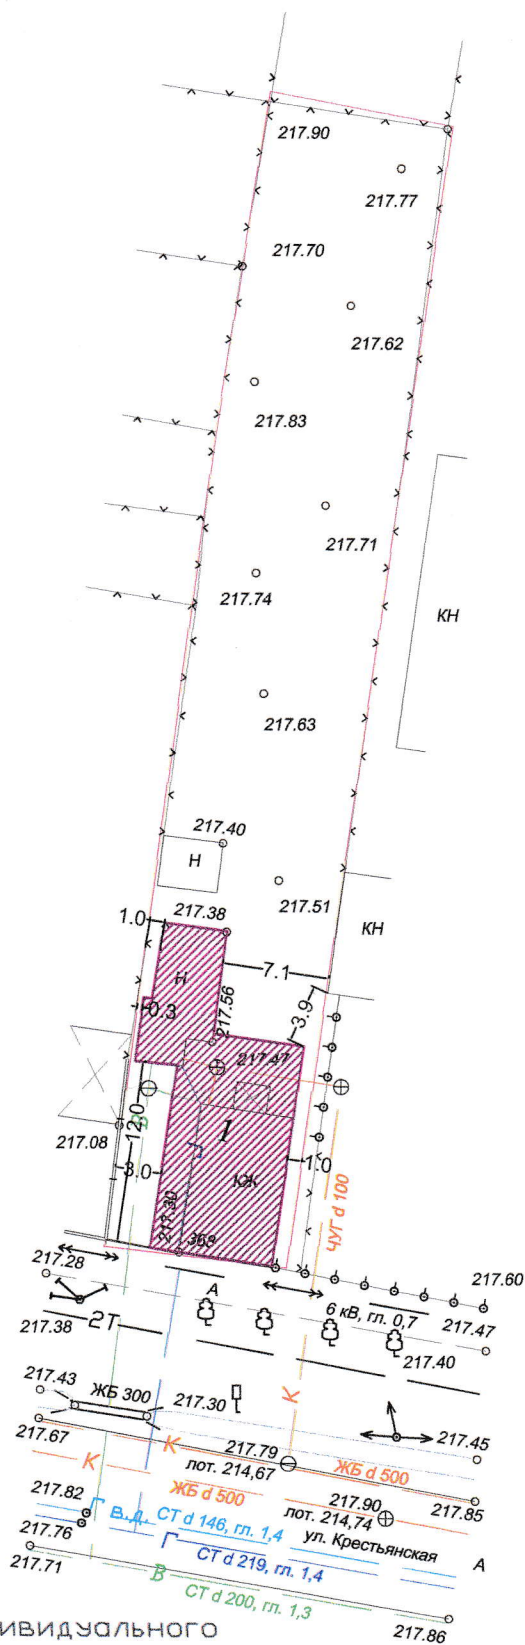 217.90
217.77
217.70
217.62
217.83
217.71
217.74
КН
217.63
217.40
Н
217.51
1.0
217.38
КН
7.1
Н
217.56
3.9
0.3
217.47
12.0
В
217.08
1
Г
1.0
3.0
КЖ
ЧУГ d 100
217.30
368
217.28
217.60
А
6 кВ, гл. 0,7
217.47
217.38
2Т
217.40
217.43
ЖБ 300
217.30
К
217.67
К
217.79
217.45
лот. 214,67
ЖБ d 500
К
ЖБ d 500
217.90
217.85
217.82
лот. 214,74
Г В.д. СТ d 146, гл. 1,4
ул. Крестьянская
А
217.76
Г
СТ d 219, гл. 1,4
217.71
В
СТ d 200, гл. 1,3
217.86
ИВИДУАЛЬНОГО